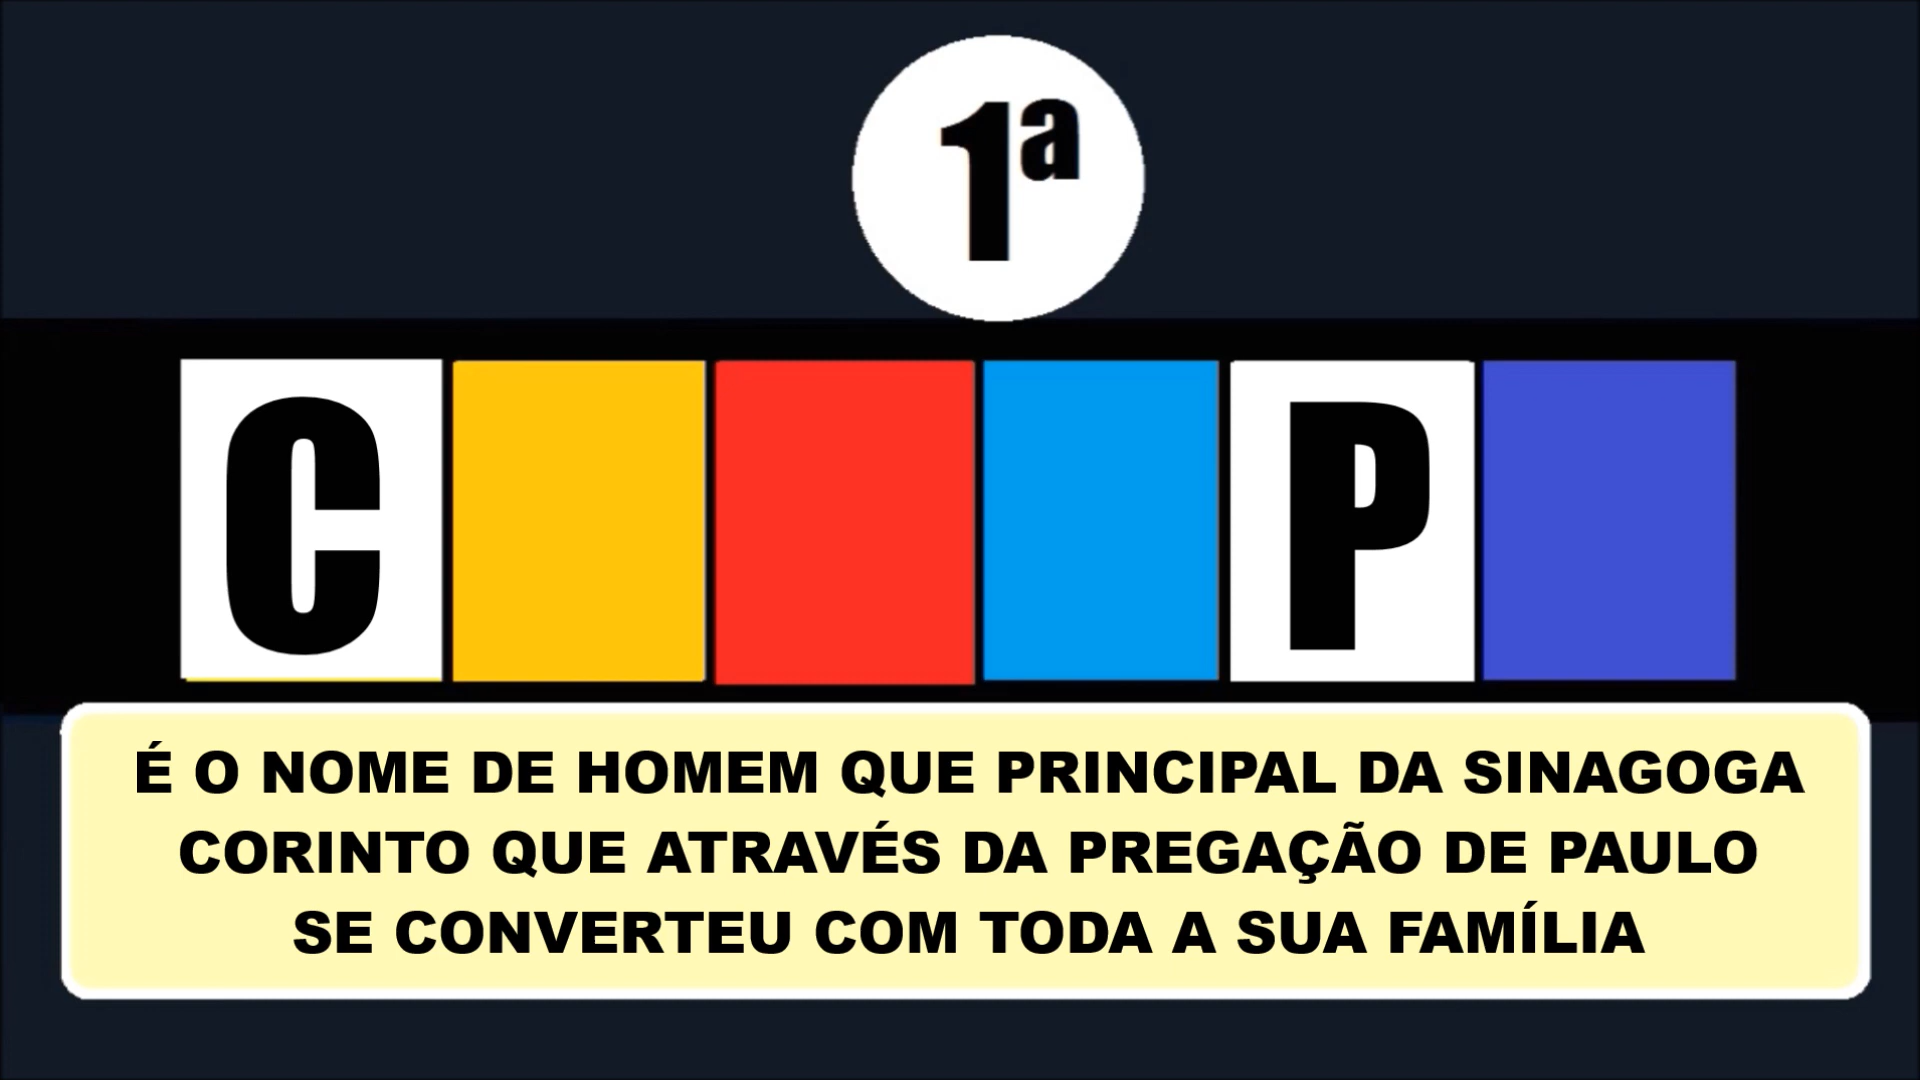 1ª
C P
É O NOME DE HOMEM QUE PRINCIPAL DA SINAGOGA
CORINTO QUE ATRAVÉS DA PREGAÇÃO DE PAULO
SE CONVERTEU COM TODA A SUA FAMÍLIA